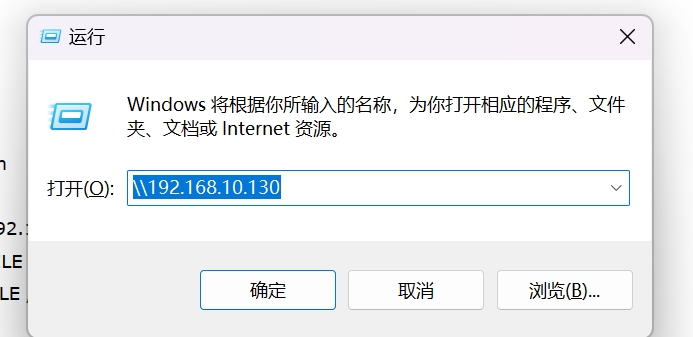 运行
Windows 将根据你所输入的名称，为你打开相应的程序、文件
夹、文档或 Internet 资源。
打开(O):
\\192.168.10.130
确定
取消
浏览(B)...
n
LE
LE